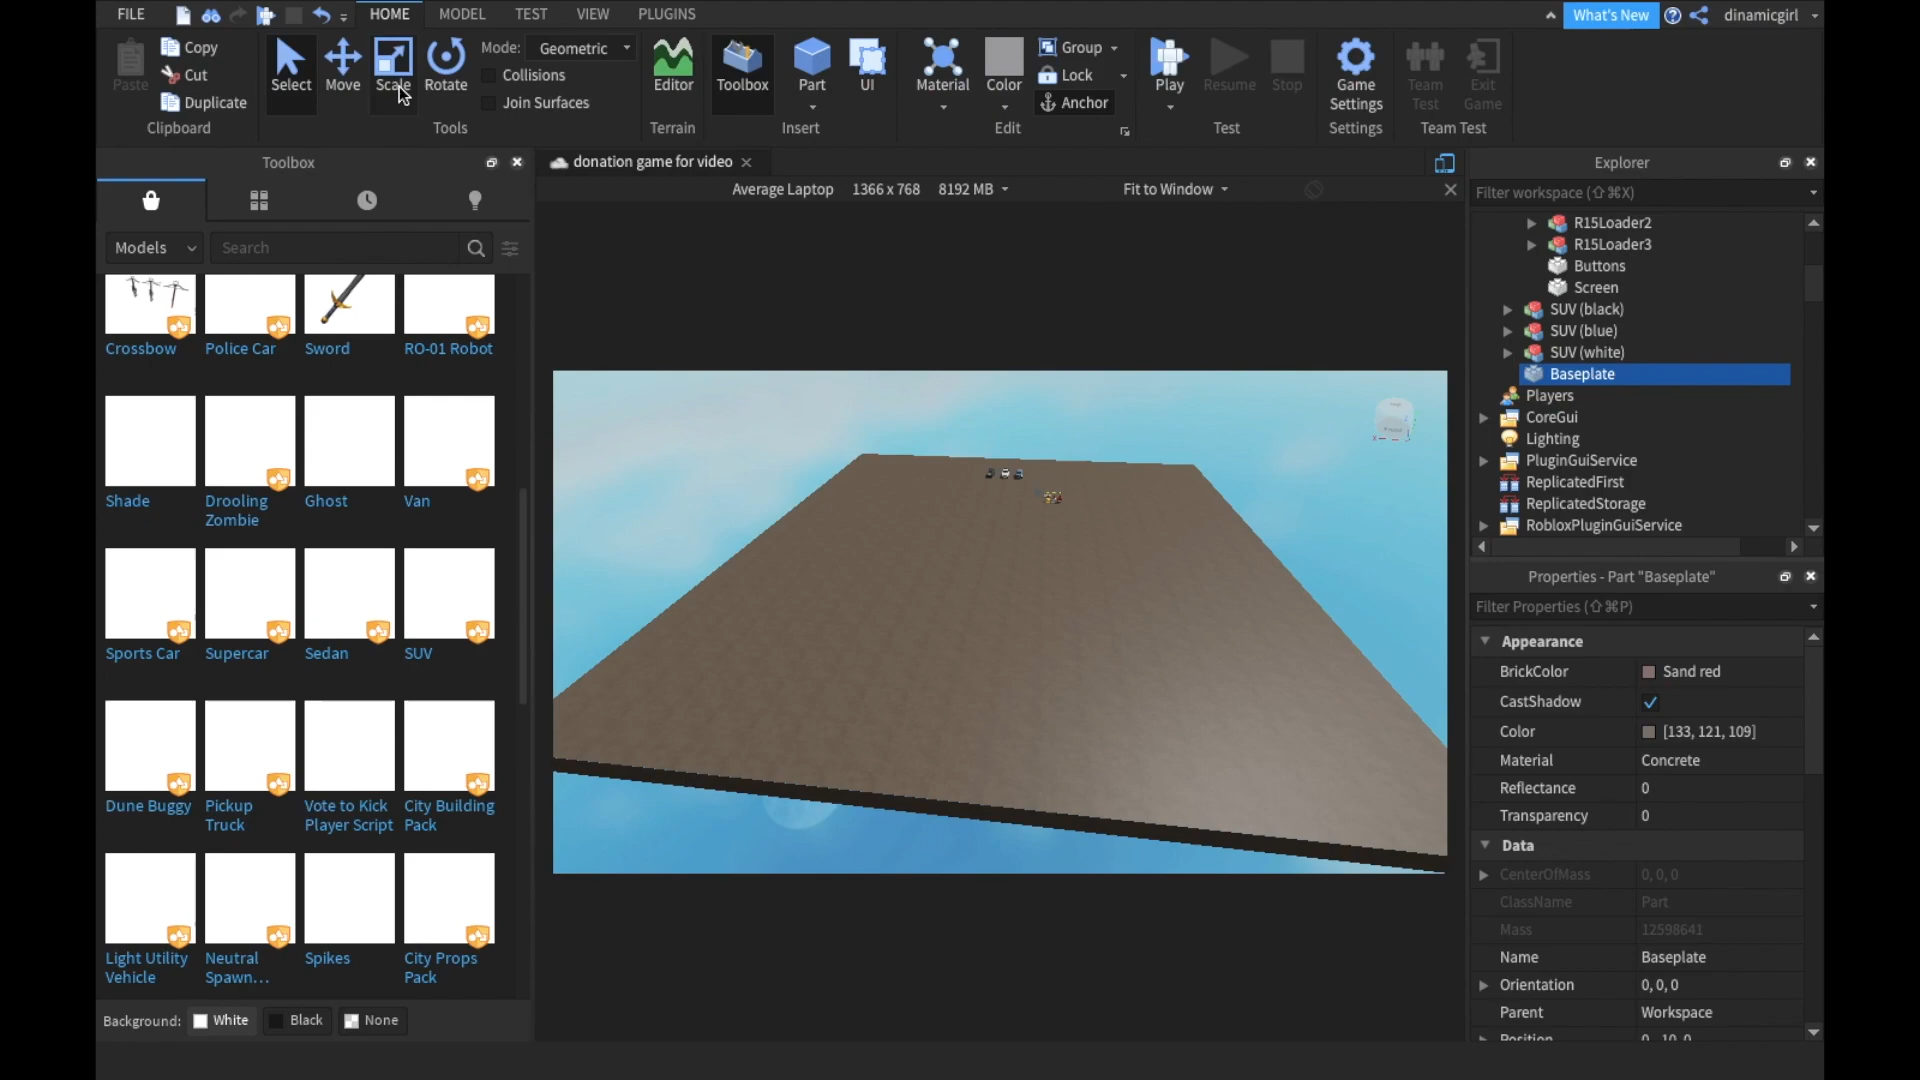 FILE HOME MODEL TEST VIEW PLUGINS What's New dinamicgirl
Paste Copy Cut Duplicate Clipboard
Select Move Scale Rotate Mode: Geometric Collisions Join Surfaces Tools
Editor Terrain
Toolbox Part UI Insert
Material Color Group Lock Anchor Edit
Play Resume Stop Test
Game Settings Settings
Team Test Exit Game Team Test
Toolbox
Models Search
Crossbow Police Car Sword RO-01 Robot
Shade Drooling Zombie Ghost Van
Sports Car Supercar Sedan SUV
Dune Buggy Pickup Truck Vote to Kick Player Script City Building Pack
Light Utility Vehicle Neutral Spawn... Spikes City Props Pack
Background: White Black None
donation game for video
Average Laptop 1366 x 768 8192 MB Fit to Window
Explorer
Filter workspace (⇧⌘X)
R15Loader2
R15Loader3
Buttons
Screen
SUV (black)
SUV (blue)
SUV (white)
Baseplate
Players
CoreGui
Lighting
PluginGuiService
ReplicatedFirst
ReplicatedStorage
RobloxPluginGuiService
Properties - Part "Baseplate"
Filter Properties (⇧⌘P)
Appearance
BrickColor Sand red
CastShadow
Color [133, 121, 109]
Material Concrete
Reflectance 0
Transparency 0
Data
CenterOfMass 0, 0, 0
ClassName Part
Mass 12598641
Name Baseplate
Orientation 0, 0, 0
Parent Workspace
Position 0, -10, 0